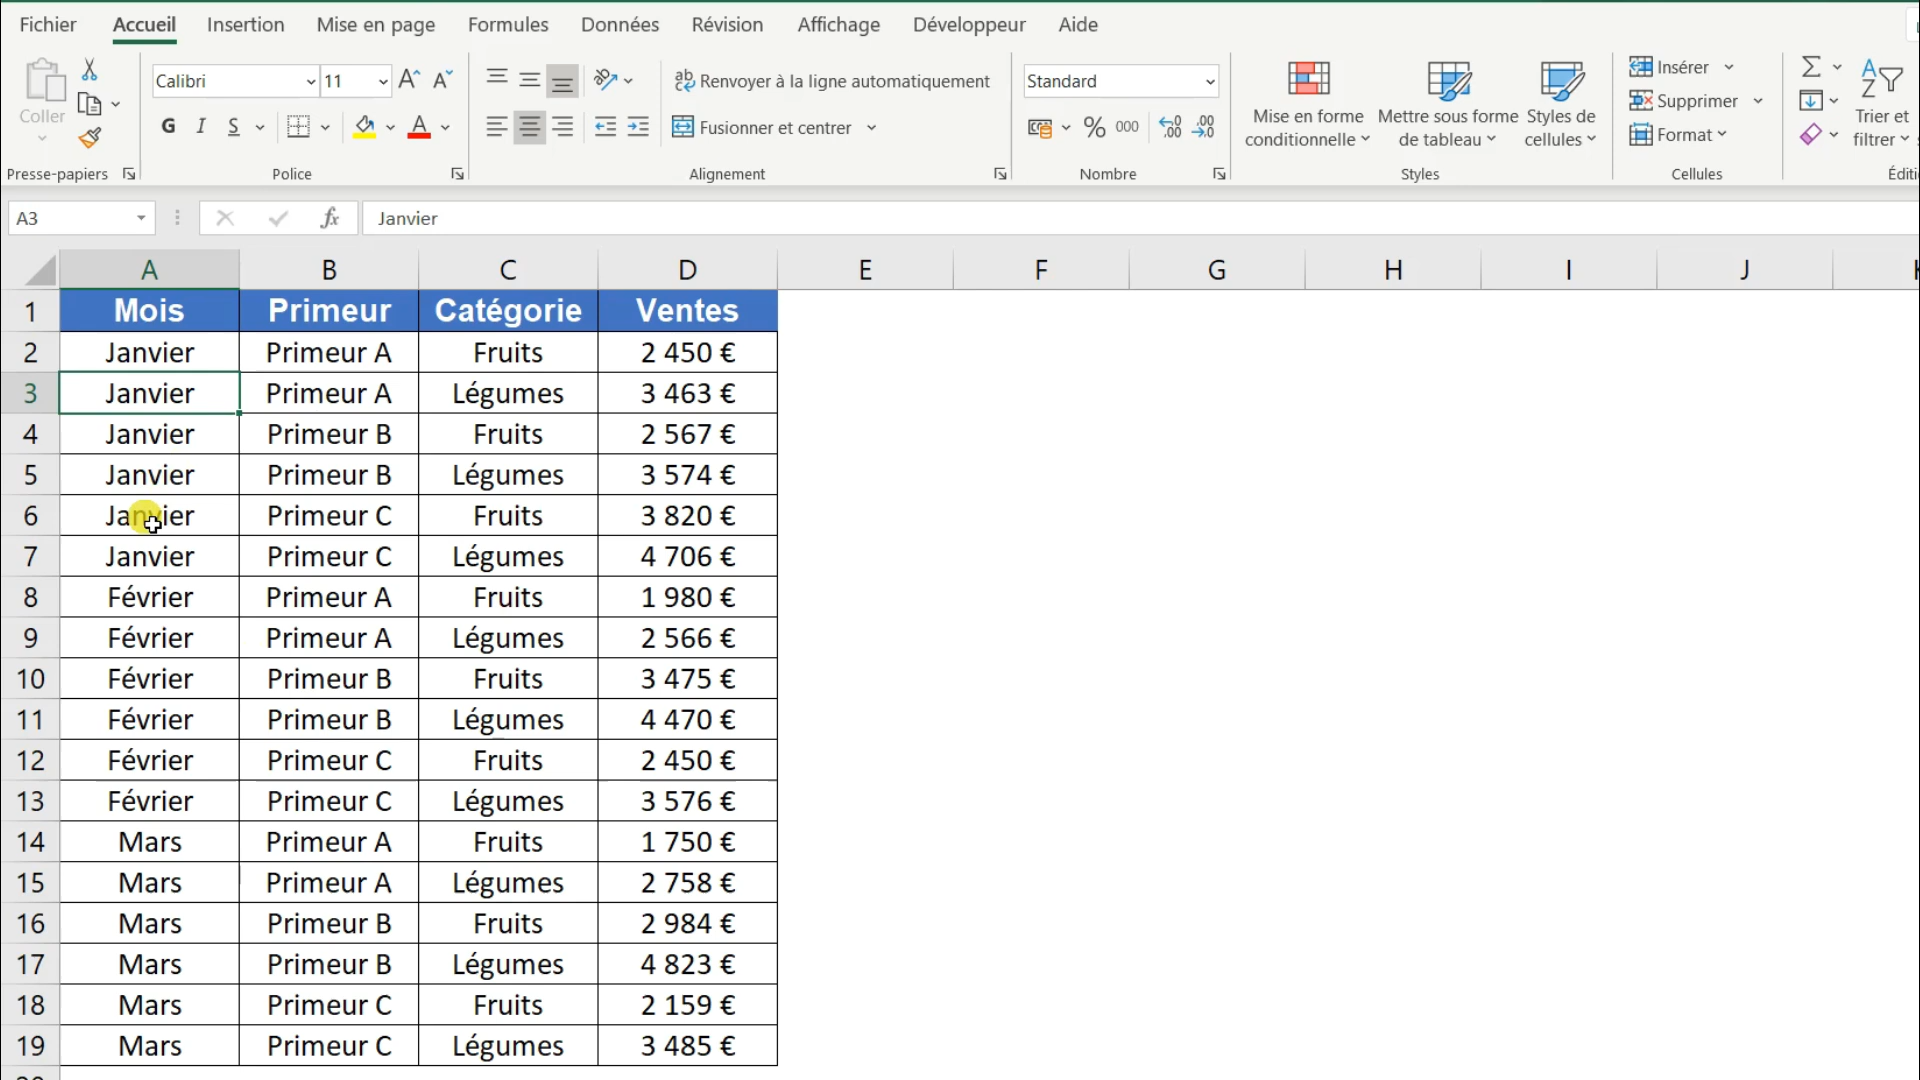 Fichier Accueil Insertion Mise en page Formules Données Révision Affichage Développeur Aide
Coller
Calibri 11
G I S
Renvoyer à la ligne automatiquement
Fusionner et centrer
Standard
% 000
Mise en forme conditionnelle
Mettre sous forme de tableau
Styles de cellules
Insérer
Supprimer
Format
Trier et filtrer
Presse-papiers Police Alignement Nombre Styles Cellules
A3 fx Janvier
A B C D E F G H I J
1 Mois Primeur Catégorie Ventes
2 Janvier Primeur A Fruits 2 450 €
3 Janvier Primeur A Légumes 3 463 €
4 Janvier Primeur B Fruits 2 567 €
5 Janvier Primeur B Légumes 3 574 €
6 Janvier Primeur C Fruits 3 820 €
7 Janvier Primeur C Légumes 4 706 €
8 Février Primeur A Fruits 1 980 €
9 Février Primeur A Légumes 2 566 €
10 Février Primeur B Fruits 3 475 €
11 Février Primeur B Légumes 4 470 €
12 Février Primeur C Fruits 2 450 €
13 Février Primeur C Légumes 3 576 €
14 Mars Primeur A Fruits 1 750 €
15 Mars Primeur A Légumes 2 758 €
16 Mars Primeur B Fruits 2 984 €
17 Mars Primeur B Légumes 4 823 €
18 Mars Primeur C Fruits 2 159 €
19 Mars Primeur C Légumes 3 485 €